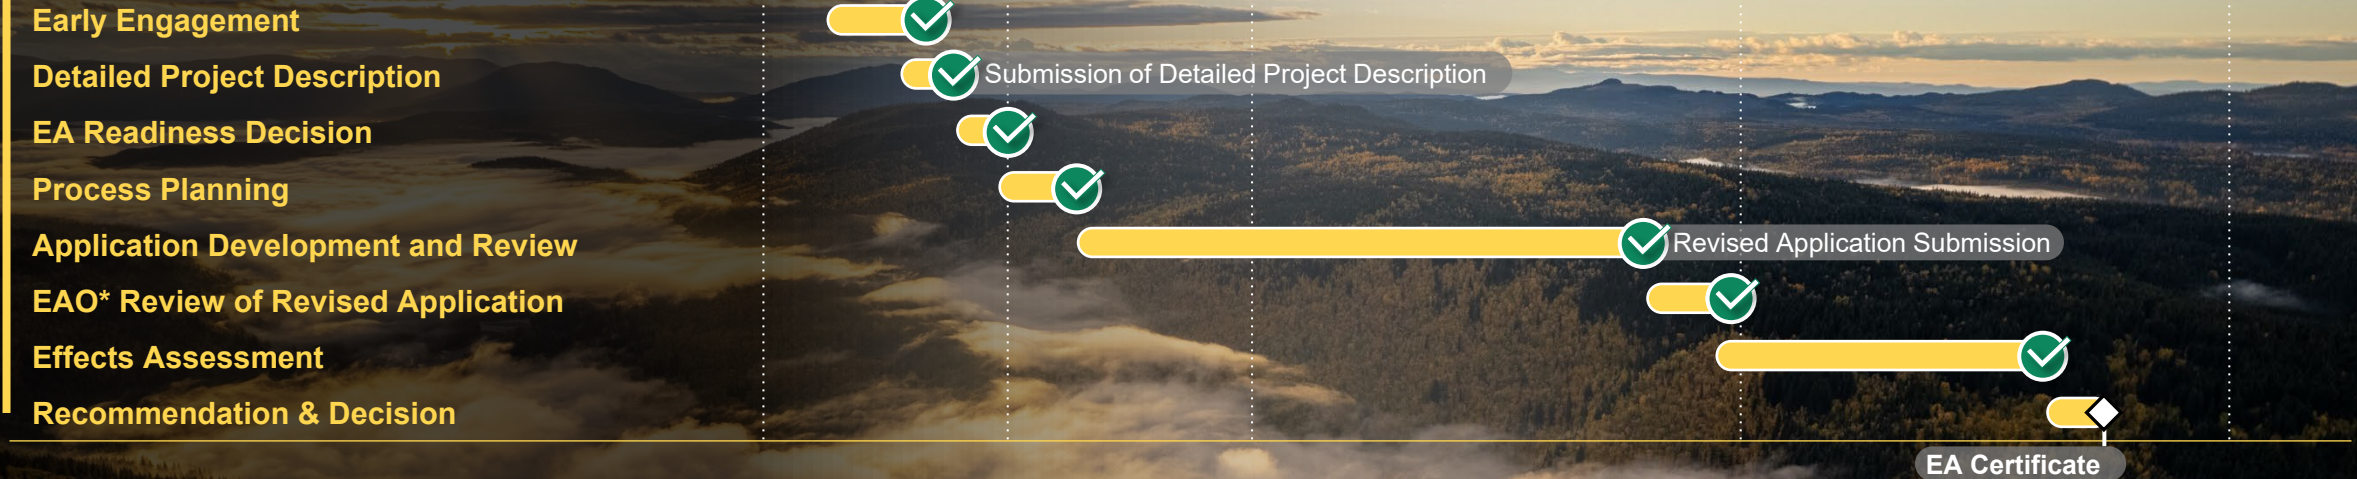 Early Engagement
Detailed Project Description
Submission of Detailed Project Description
EA Readiness Decision
Process Planning
Application Development and Review
Revised Application Submission
EAO* Review of Revised Application
Effects Assessment
Recommendation & Decision
EA Certificate